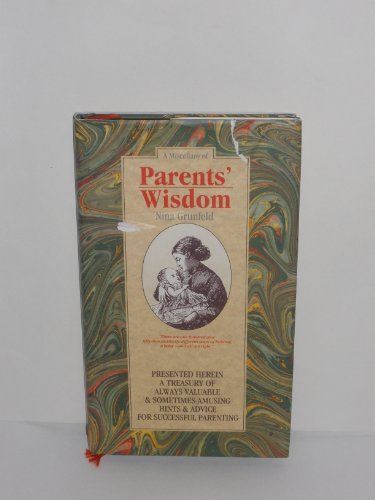 A Miscellany of
Parents'
Wisdom
Nina Grunfeld
PRESENTED HEREIN
A TREASURY OF
ALWAYS VALUABLE
& SOMETIMES AMUSING
HINTS & ADVICE
FOR SUCCESSFUL PARENTING